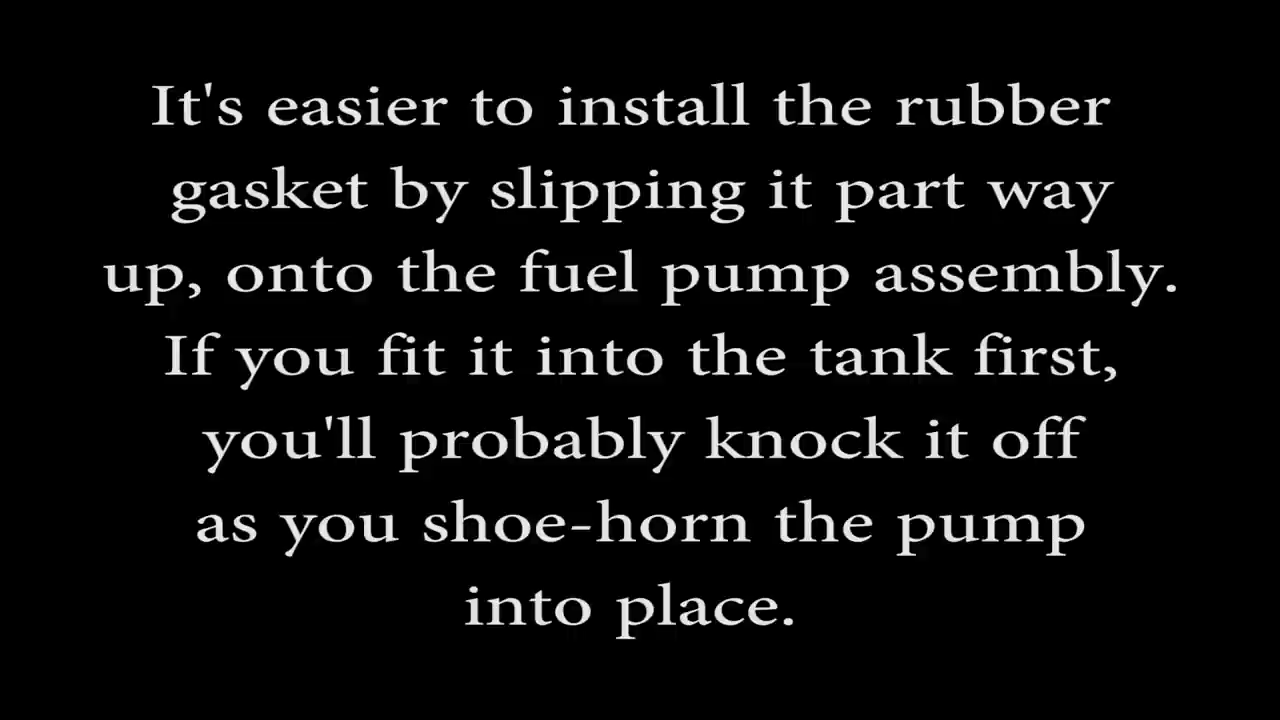 It's easier to install the rubber
gasket by slipping it part way
up, onto the fuel pump assembly.
If you fit it into the tank first,
you'll probably knock it off
as you shoe-horn the pump
into place.